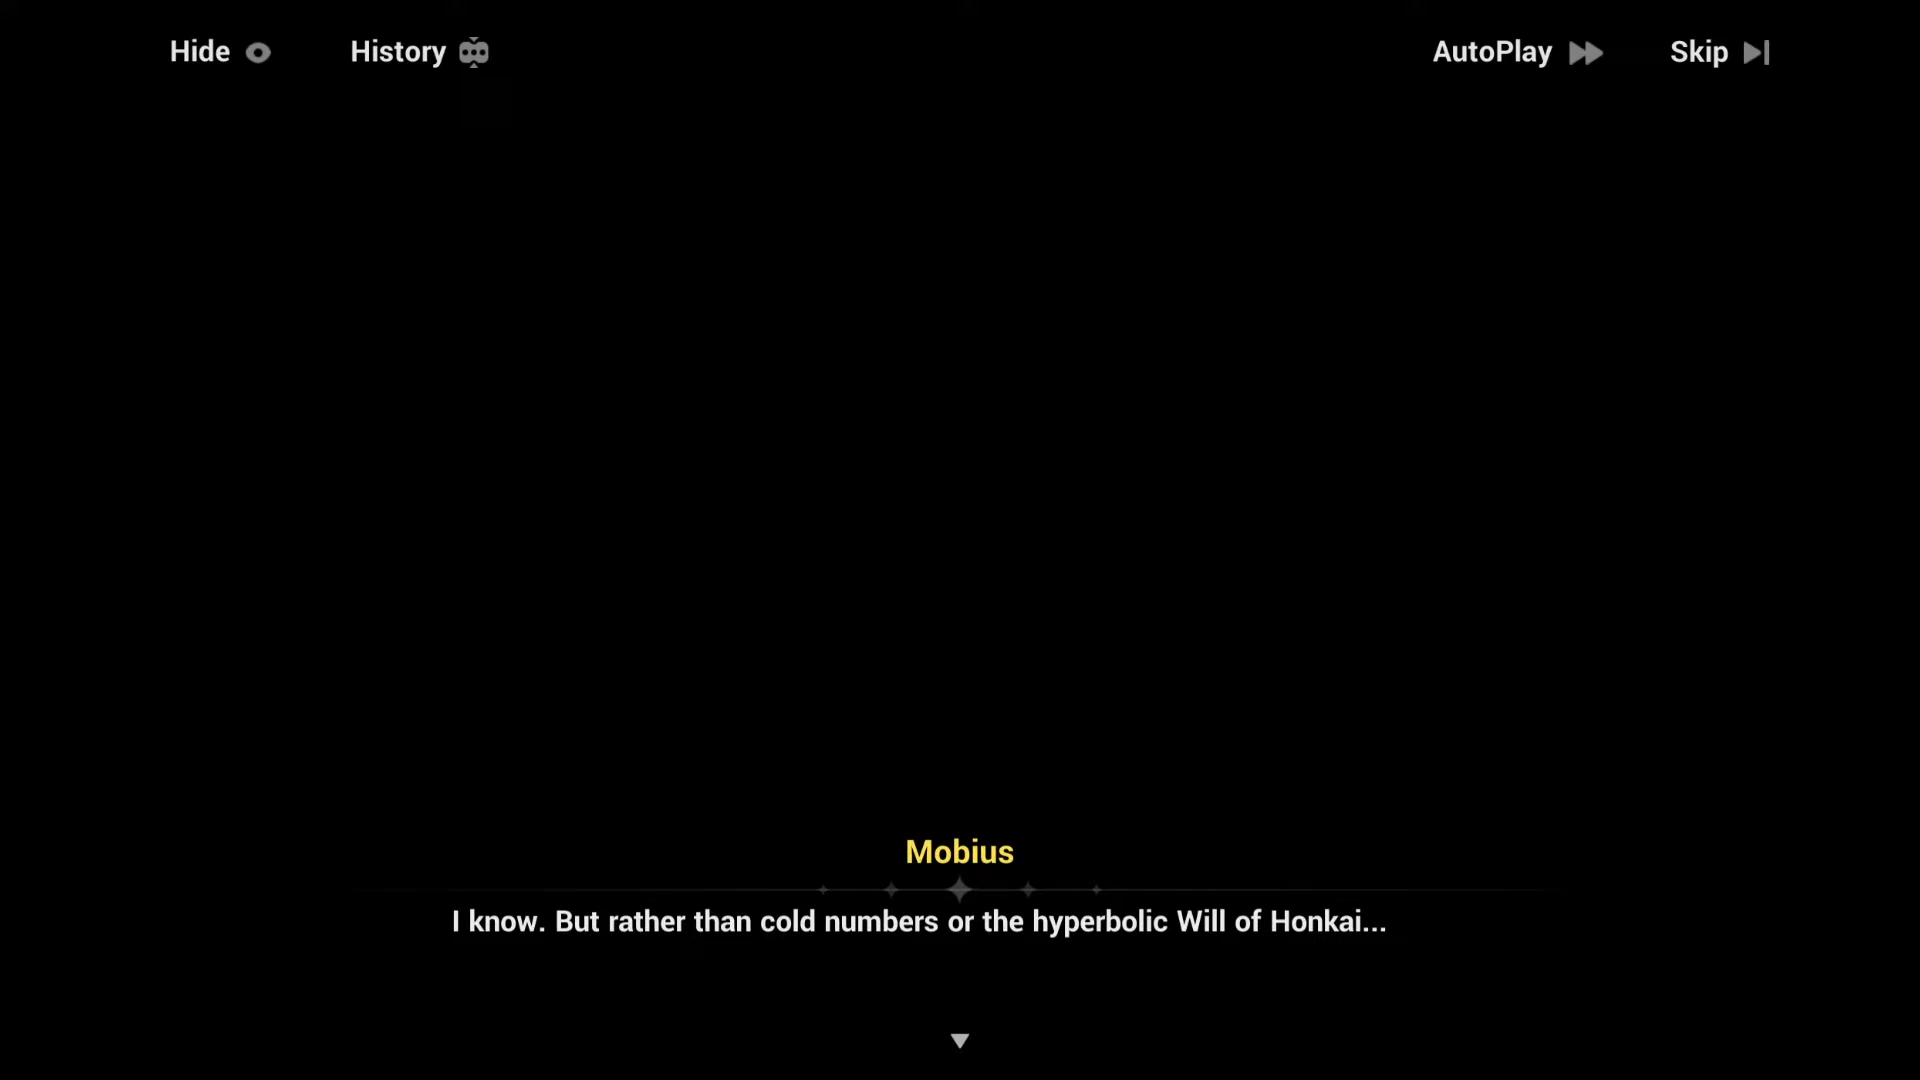 Hide
History
AutoPlay
Skip
Mobius
I know. But rather than cold numbers or the hyperbolic Will of Honkai...